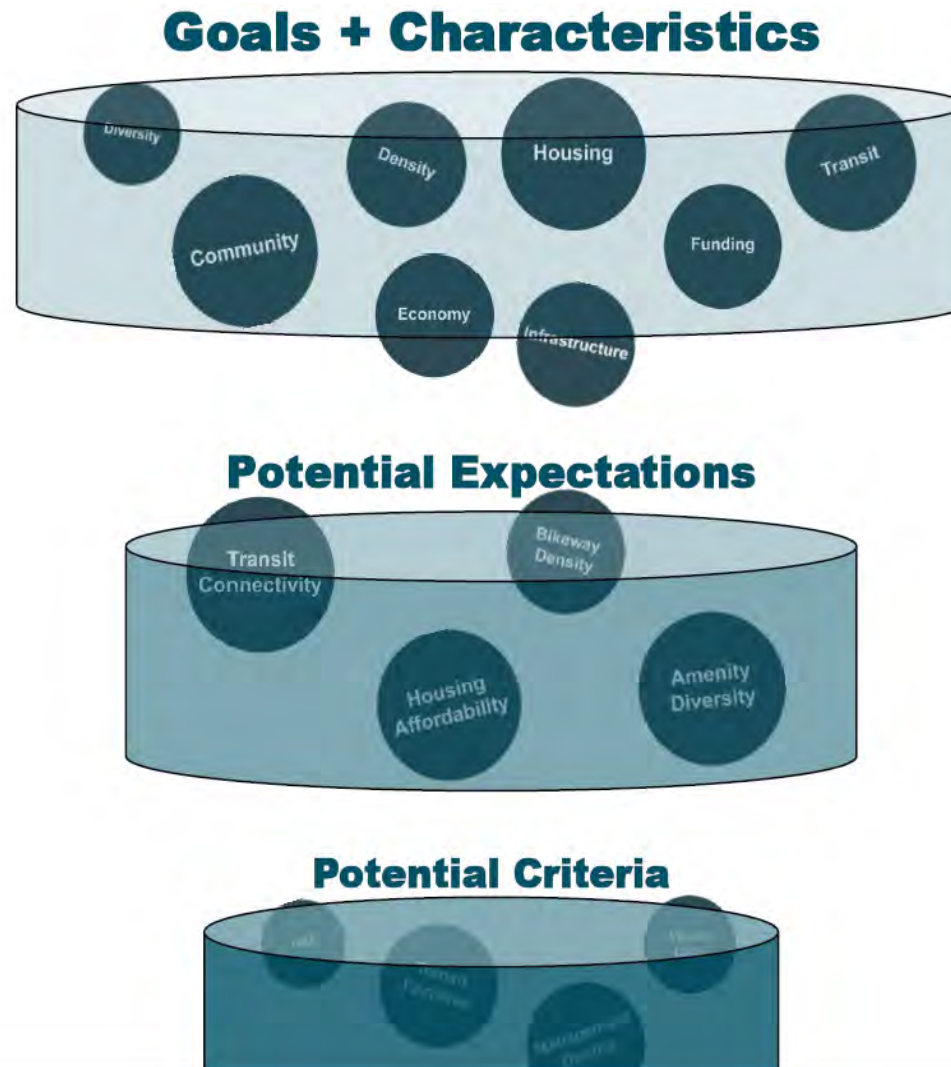 Goals + Characteristics
Diversity
Density
Housing
Transit
Community
Funding
Economy
Infrastructure
Potential Expectations
Transit
Connectivity
Bikeway
Density
Housing
Affordability
Amenity
Diversity
Potential Criteria
Transit